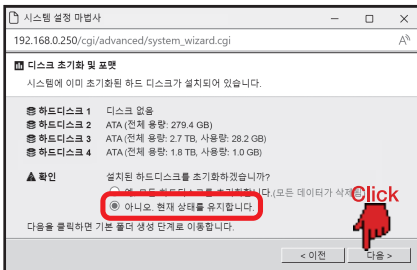 시스템 설정 마법사
192.168.0.250/cgi/advanced/system_wizard.cgi
디스크 초기화 및 포맷
시스템에 이미 초기화된 하드 디스크가 설치되어 있습니다.
하드디스크 1 디스크 없음
하드디스크 2 ATA (전체 용량: 279.4 GB)
하드디스크 3 ATA (전체 용량: 2.7 TB, 사용량: 28.2 GB)
하드디스크 4 ATA (전체 용량: 1.8 TB, 사용량: 1.0 GB)
확인 설치된 하드디스크를 초기화하겠습니까?
(모든 데이터가 삭제
Click
아니오. 현재 상태를 유지합니다.
다음을 클릭하면 기본 폴더 생성 단계로 이동합니다.
< 이전 다음 >